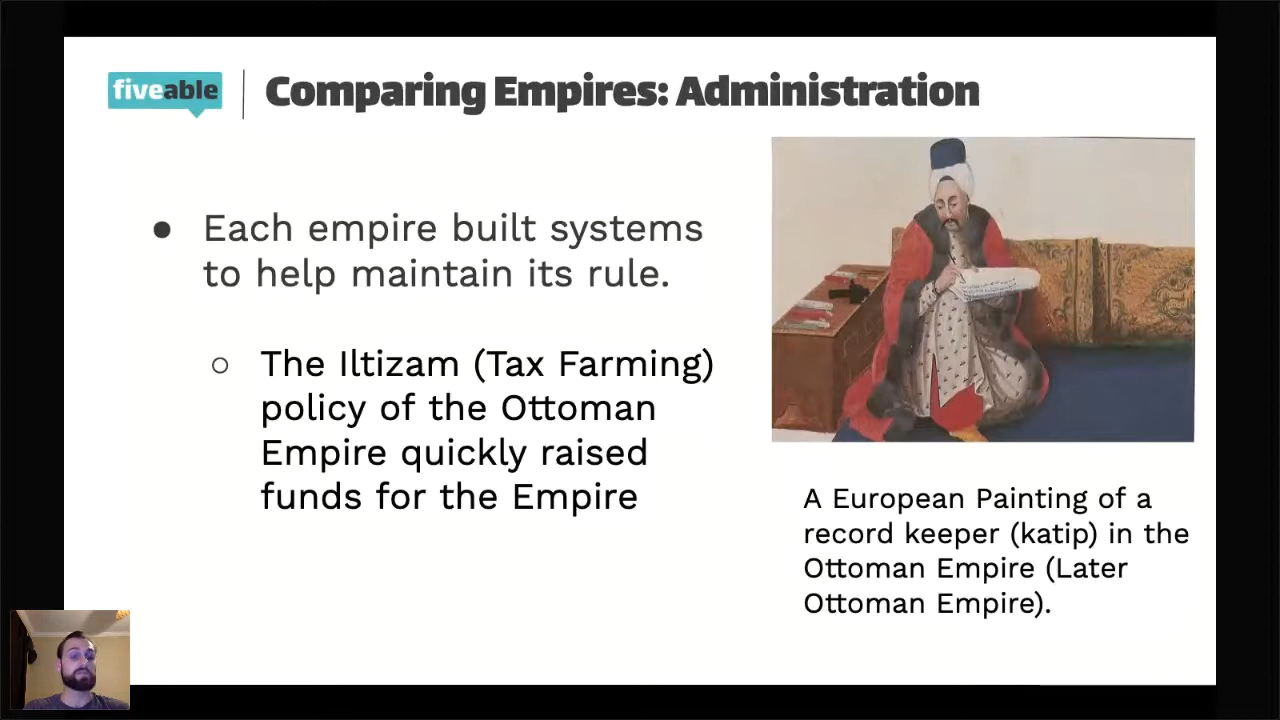 fiveable
Comparing Empires: Administration
● Each empire built systems
to help maintain its rule.
○ The Iltizam (Tax Farming)
policy of the Ottoman
Empire quickly raised
funds for the Empire
A European Painting of a
record keeper (katip) in the
Ottoman Empire (Later
Ottoman Empire).